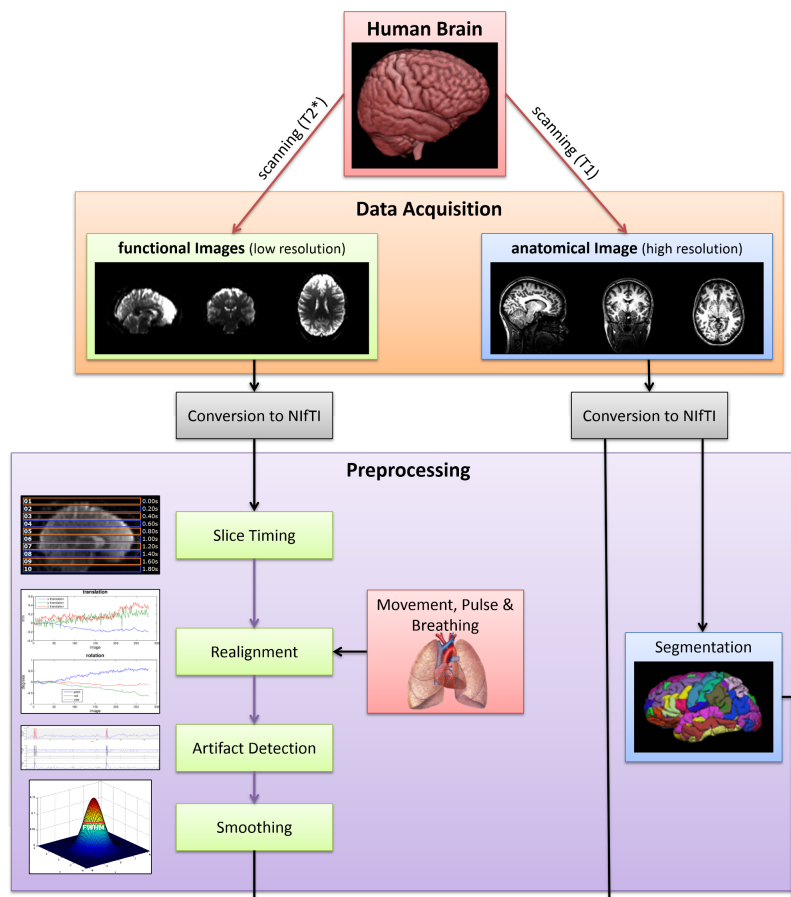 Human Brain
scanning (T2*)
scanning (T1)
Data Acquisition
functional Images (low resolution)
anatomical Image (high resolution)
Conversion to NIfTI
Conversion to NIfTI
Preprocessing
01 0.00s
02 0.20s
03 0.40s
04 0.60s
05 0.80s
06 1.00s
07 1.20s
08 1.40s
09 1.60s
10 1.80s
Slice Timing
translation
image
rotation
degrees
image
Movement, Pulse &
Breathing
Realignment
Segmentation
Artifact Detection
FWHM
Smoothing